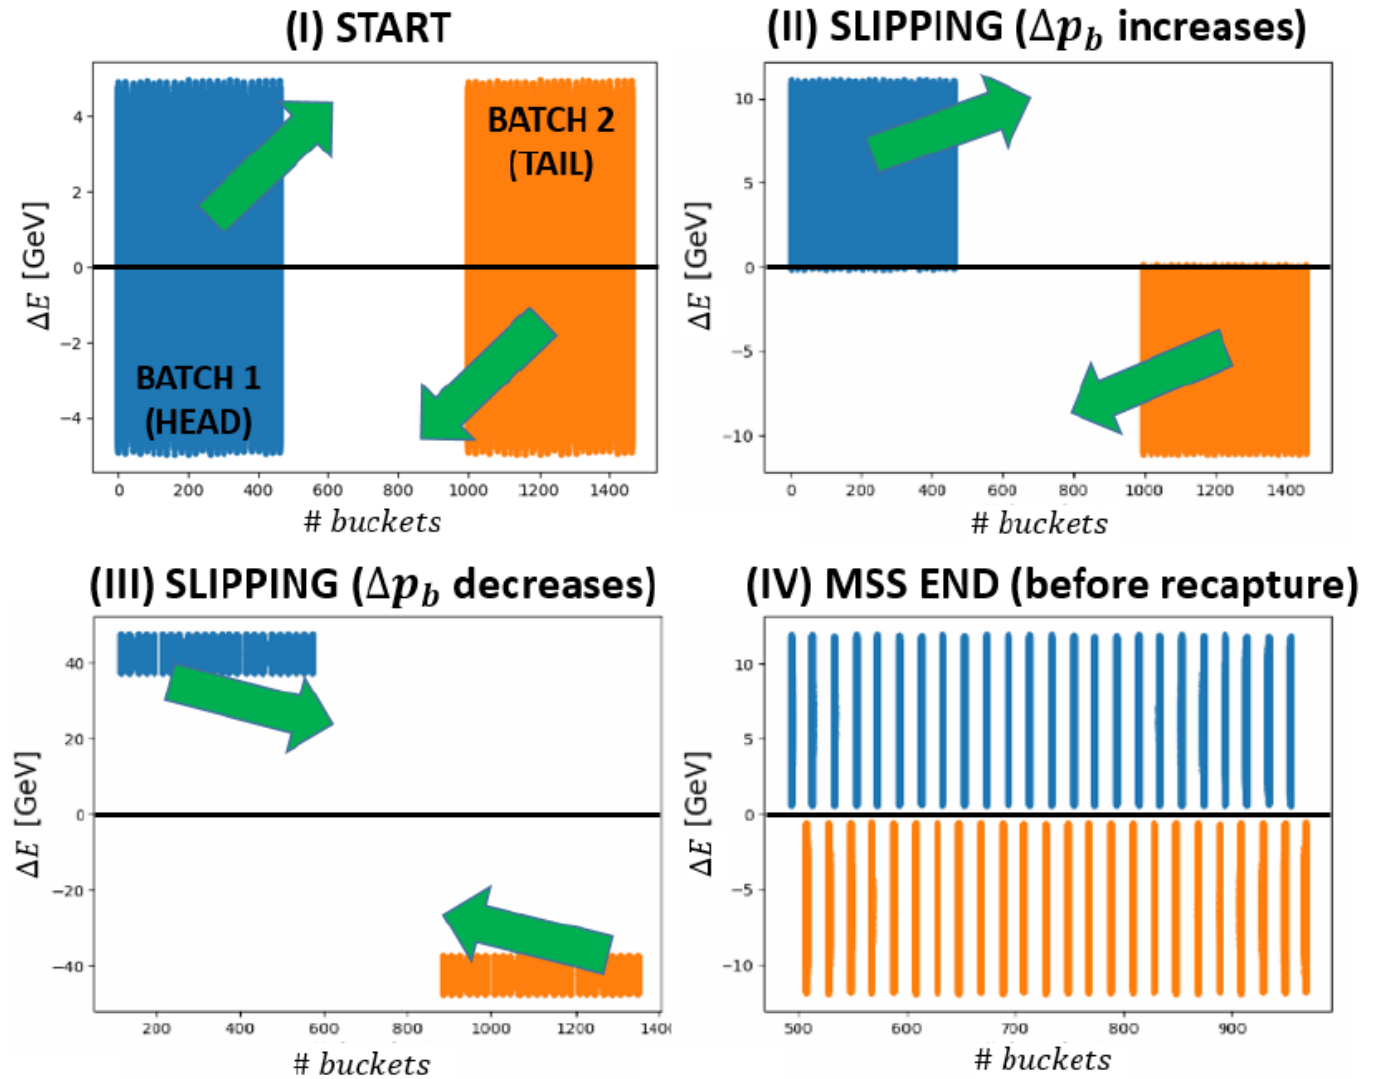 (I) START
4
2
0
−2
−4
ΔE [GeV]
BATCH 1
(HEAD)
BATCH 2
(TAIL)
0 200 400 600 800 1000 1200 1400
# buckets
(II) SLIPPING (Δp_b increases)
10
5
0
−5
−10
ΔE [GeV]
0 200 400 600 800 1000 1200 1400
# buckets
(III) SLIPPING (Δp_b decreases)
40
20
0
−20
−40
ΔE [GeV]
200 400 600 800 1000 1200 140
# buckets
(IV) MSS END (before recapture)
10
5
0
−5
−10
ΔE [GeV]
500 600 700 800 900
# buckets